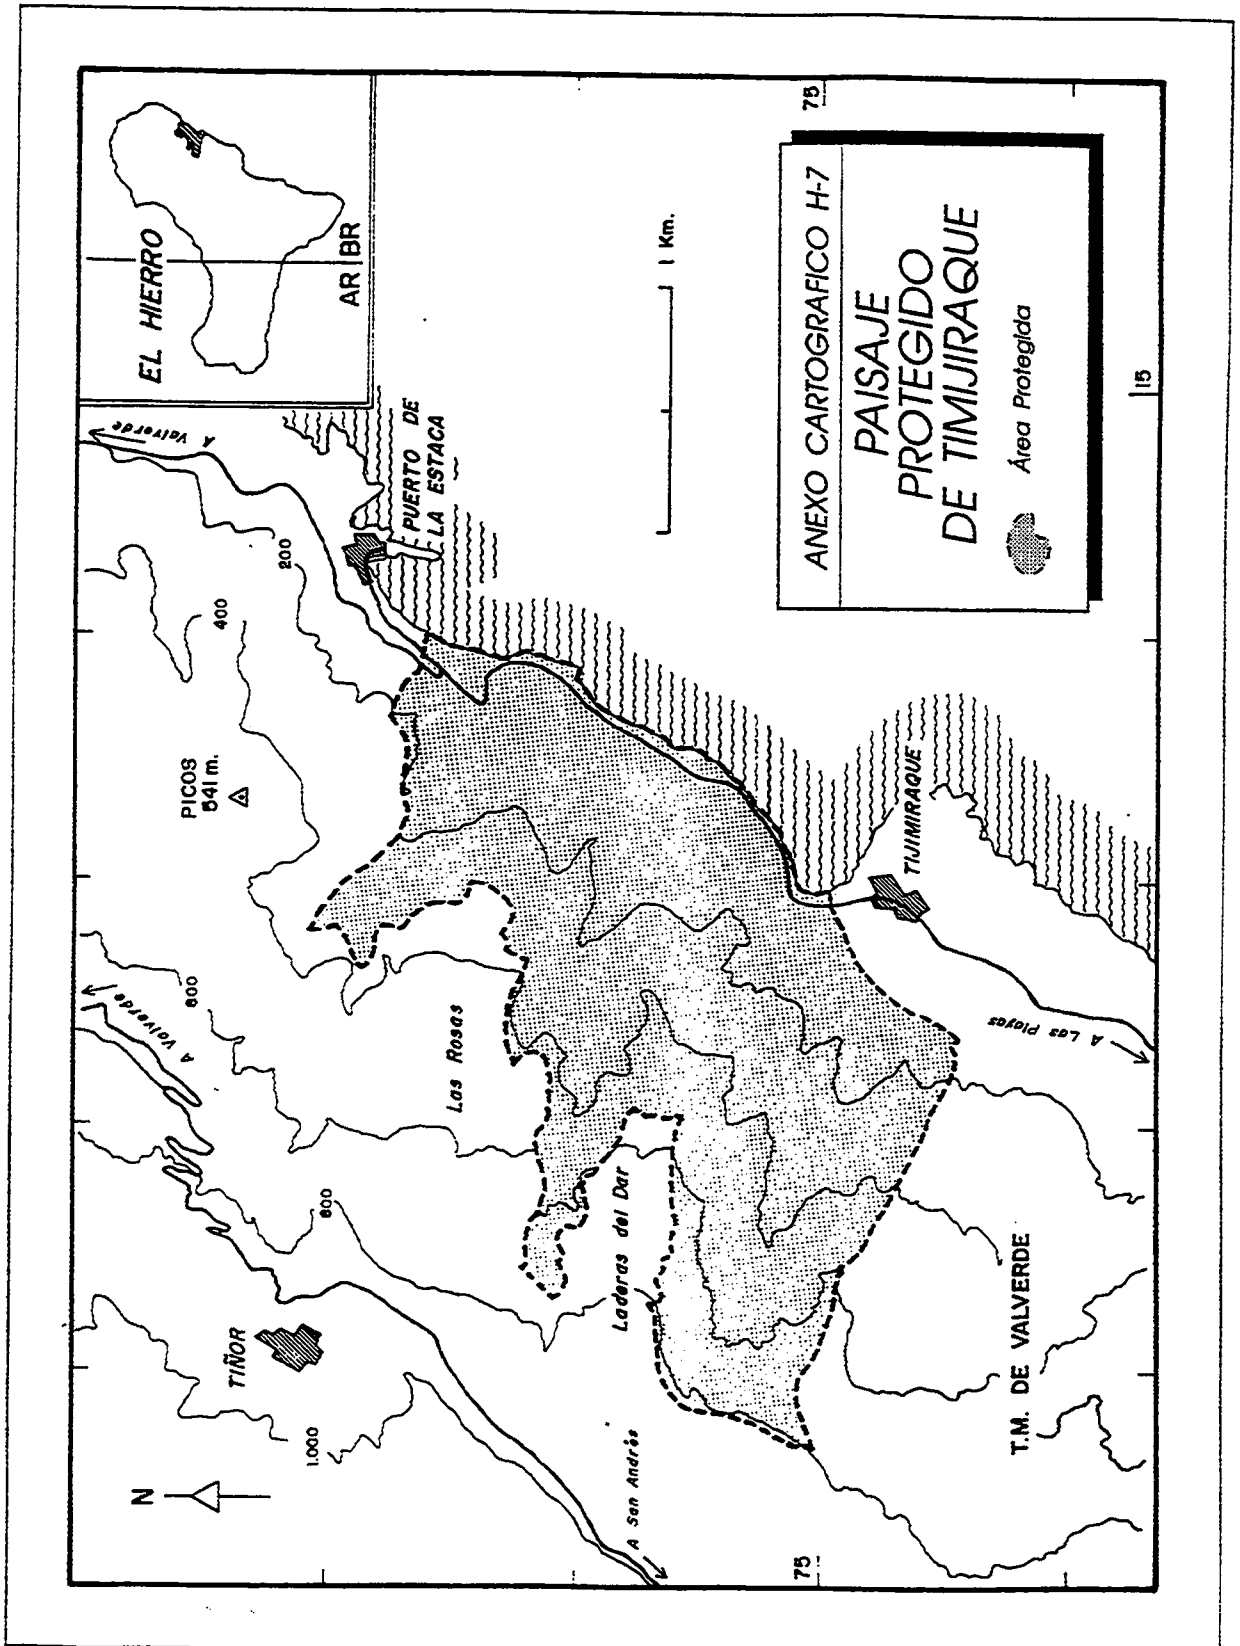 EL HIERRO
AR | BR
A Valverde
PUERTO DE
LA ESTACA
200
400
PICOS
541 m.
600
A Valverde
Las Rosas
800
Laderas del Dar
TIÑOR
1.000
N
A San Andrés
TIJIMIRAQUE
A Las Playas
T.M. DE VALVERDE
75
75
15
1 Km.
ANEXO CARTOGRAFICO H-7
PAISAJE
PROTEGIDO
DE TIMIJIRAQUE
Área Protegida